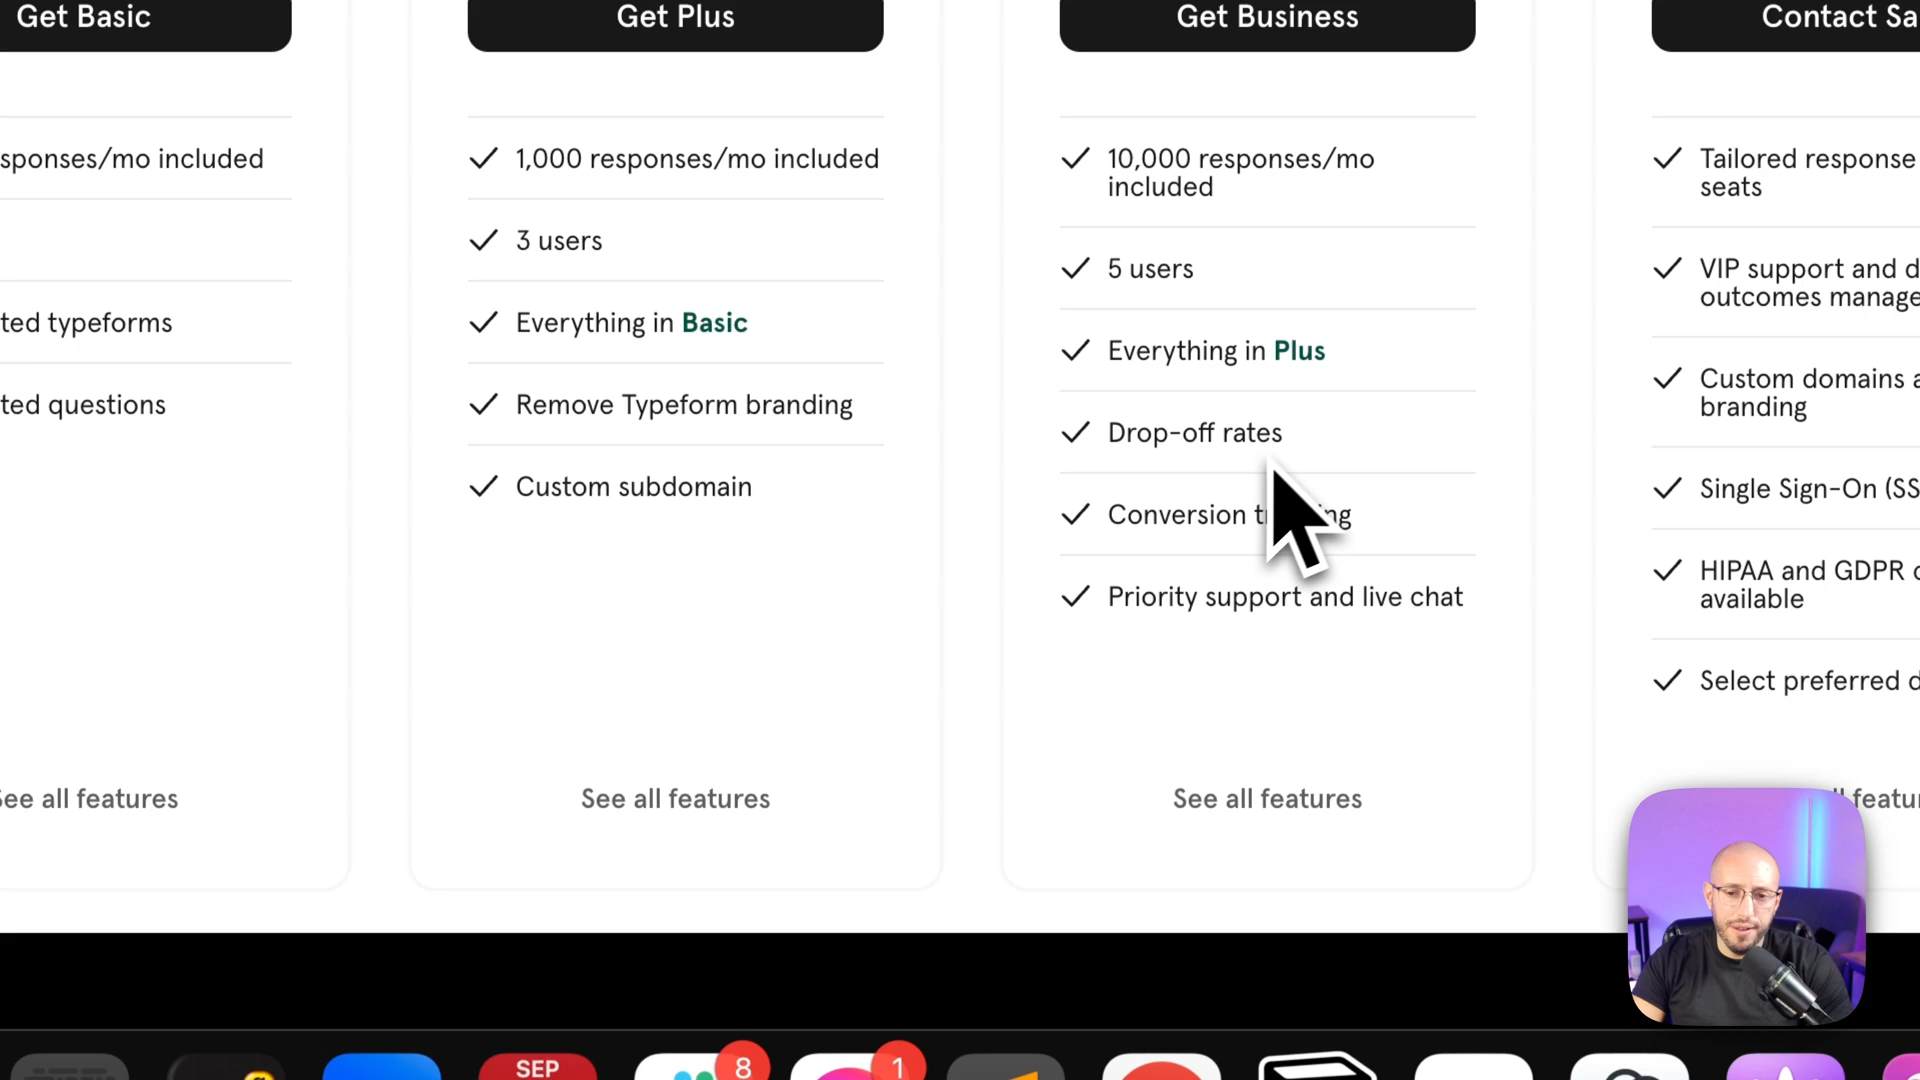 Get Basic
sponses/mo included
ted typeforms
ted questions
See all features
Get Plus
1,000 responses/mo included
3 users
Everything in Basic
Remove Typeform branding
Custom subdomain
See all features
Get Business
10,000 responses/mo
included
5 users
Everything in Plus
Drop-off rates
Conversion
Priority support and live chat
See all features
Contact Sa
Tailored response
seats
VIP support and d
outcomes manage
Custom domains a
branding
Single Sign-On (SS
HIPAA and GDPR c
available
Select preferred d
featu
SEP
8
1